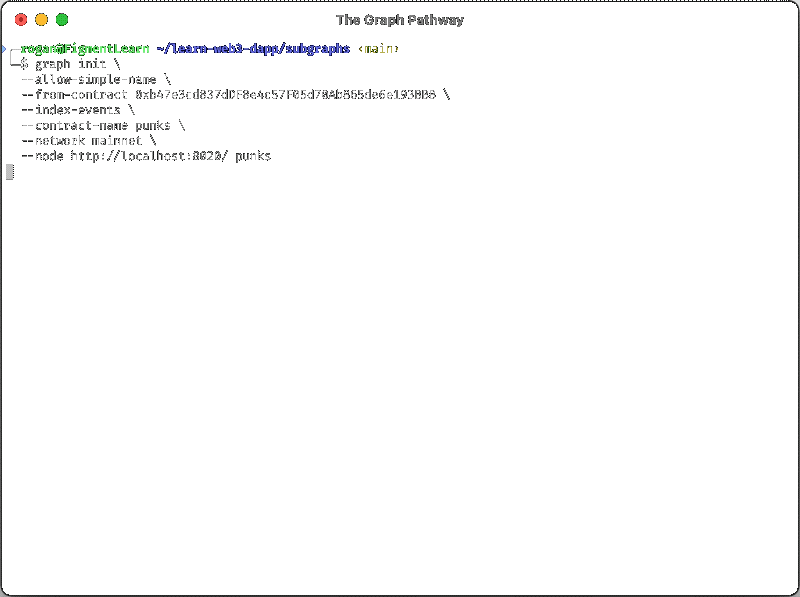 The Graph Pathway
rogan@FigmentLearn ~/learn-web3-dapp/subgraphs ‹main›
$ graph init \
--allow-simple-name \
--from-contract 0xb47e3cd837dDF8e4c57F05d70Ab865de6e193BBB \
--index-events \
--contract-name punks \
--network mainnet \
--node http://localhost:8020/ punks